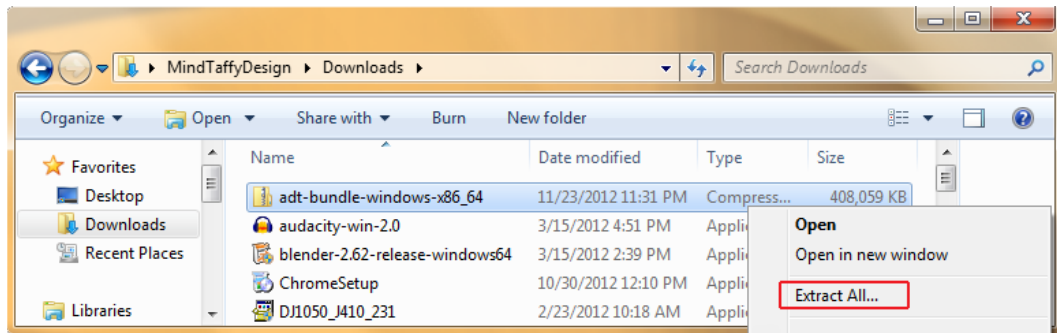 MindTaffyDesign Downloads
Search Downloads
Organize Open Share with Burn New folder
Favorites
Desktop
Downloads
Recent Places
Libraries
Name Date modified Type Size
adt-bundle-windows-x86_64 11/23/2012 11:31 PM Compress... 408,059 KB
audacity-win-2.0 3/15/2012 4:51 PM Appli
blender-2.62-release-windows64 3/15/2012 2:39 PM Appli
ChromeSetup 10/30/2012 12:10 PM Appli
DJ1050_J410_231 2/23/2012 10:18 AM Appli
Open
Open in new window
Extract All...